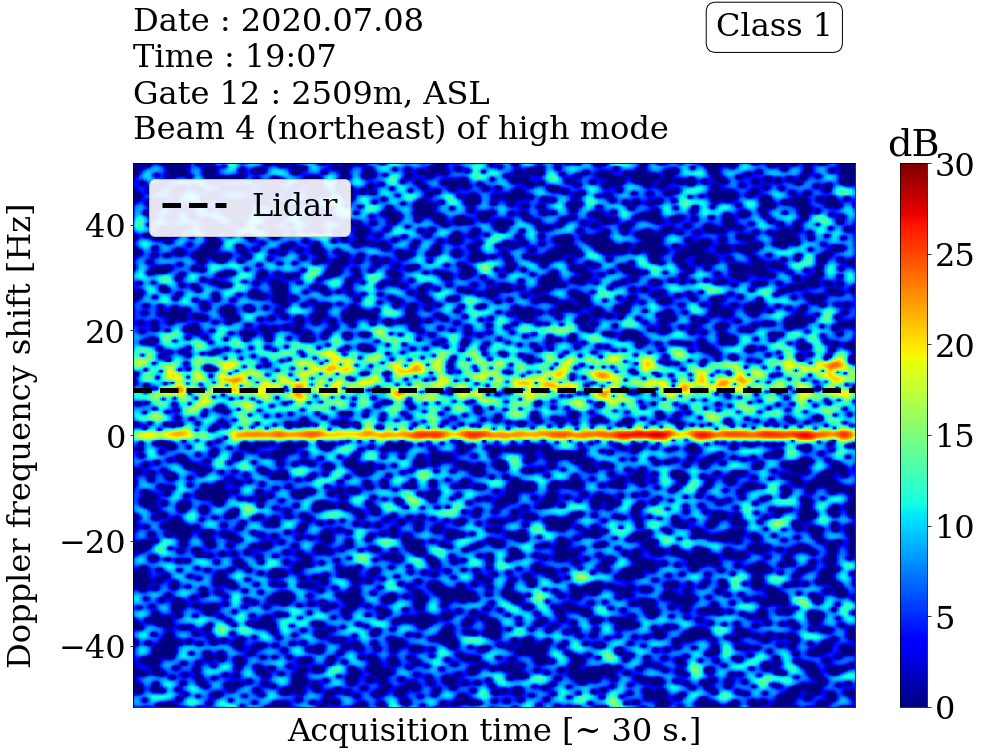 Date : 2020.07.08
Time : 19:07
Gate 12 : 2509m, ASL
Beam 4 (northeast) of high mode
Class 1
dB
Lidar
Doppler frequency shift [Hz]
40
20
0
−20
−40
30
25
20
15
10
5
0
Acquisition time [~ 30 s.]